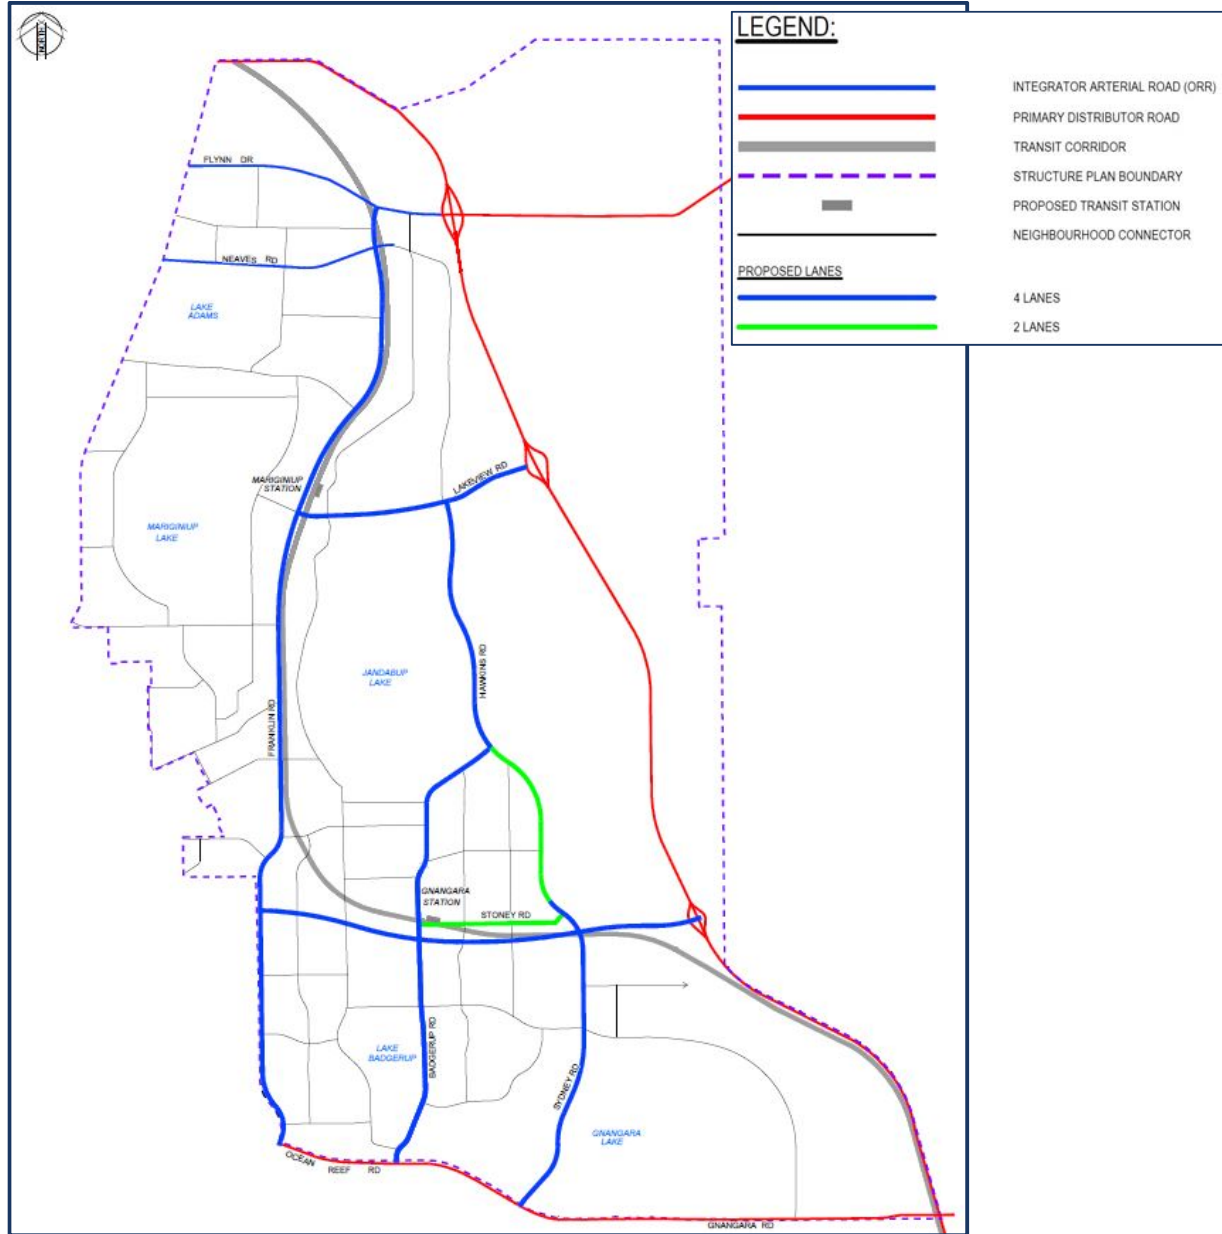 NORTH
LEGEND:
INTEGRATOR ARTERIAL ROAD (ORR)
PRIMARY DISTRIBUTOR ROAD
TRANSIT CORRIDOR
STRUCTURE PLAN BOUNDARY
PROPOSED TRANSIT STATION
NEIGHBOURHOOD CONNECTOR
PROPOSED LANES
4 LANES
2 LANES
FLYNN DR
NEAVES RD
LAKE
ADAMS
LAKEVIEW RD
MARIGINIUP
STATION
MARIGINIUP
LAKE
HAWKINS RD
JANDABUP
LAKE
FRANKLIN RD
GNANGARA
STATION
STONEY RD
BADGERUP RD
LAKE
BADGERUP
SYDNEY RD
GNANGARA
LAKE
OCEAN REEF RD
GNANGARA RD